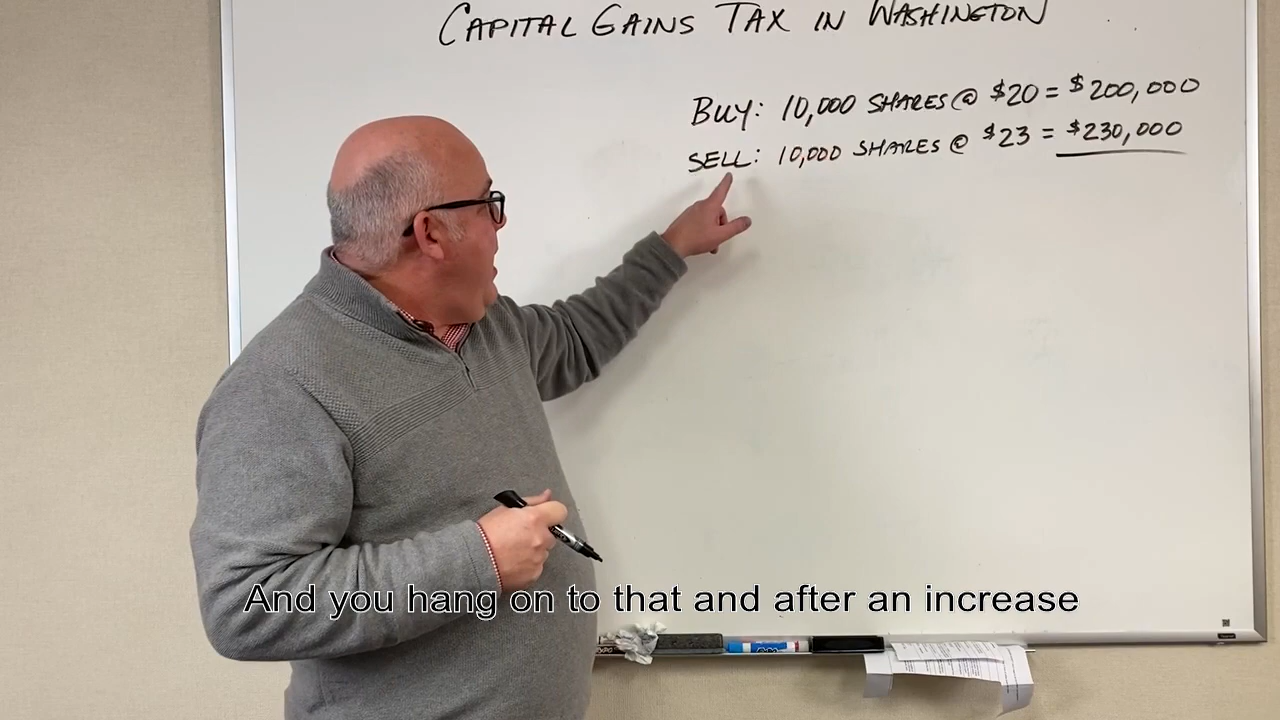 CAPITAL GAINS TAX IN WASHINGTON
BUY: 10,000 SHARES @ $20 = $200,000
SELL: 10,000 SHARES @ $23 = $230,000
And you hang on to that and after an increase